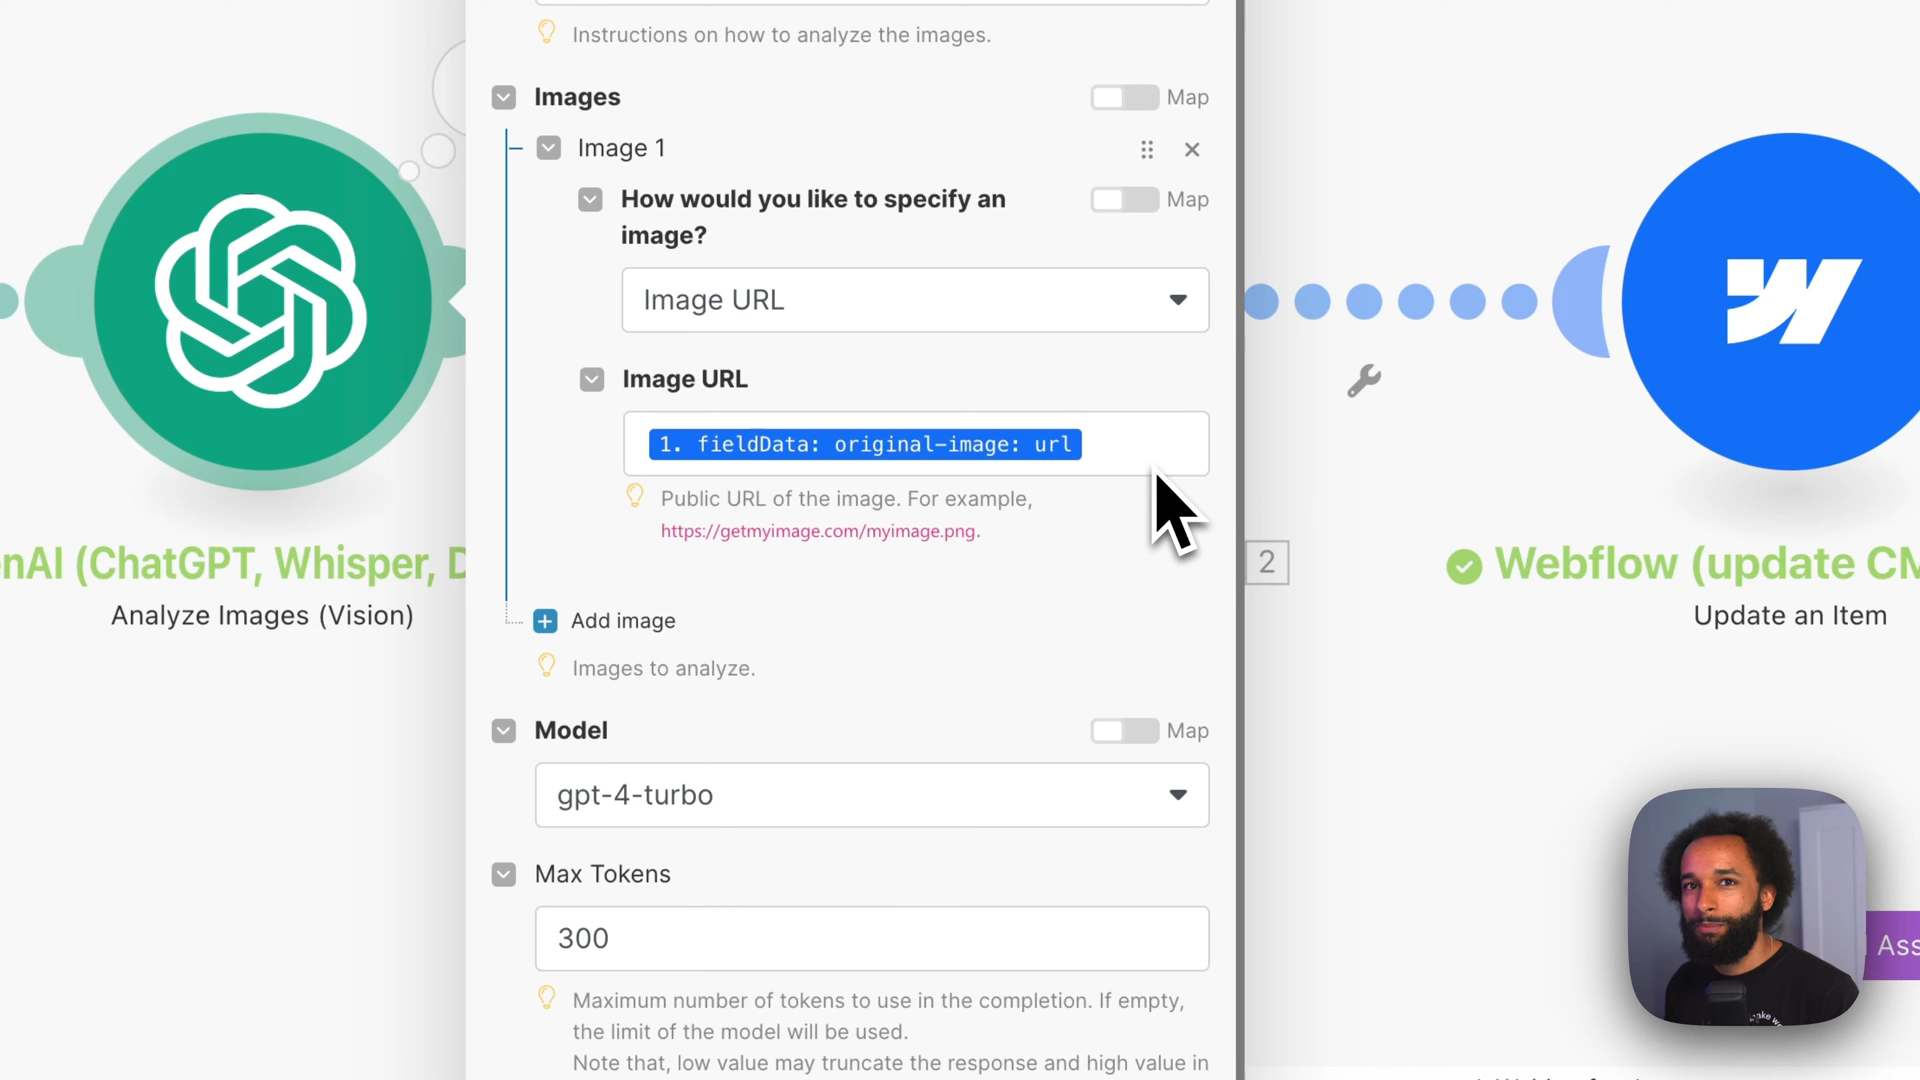 Instructions on how to analyze the images.
Images
Map
Image 1
How would you like to specify an
image?
Map
Image URL
Image URL
1. fieldData: original-image: url
Public URL of the image. For example,
https://getmyimage.com/myimage.png.
Add image
Images to analyze.
Model
Map
gpt-4-turbo
Max Tokens
300
Maximum number of tokens to use in the completion. If empty,
the limit of the model will be used.
Note that, low value may truncate the response and high value in
nAI (ChatGPT, Whisper, D
Analyze Images (Vision)
2
Webflow (update CM
Update an Item
Ass